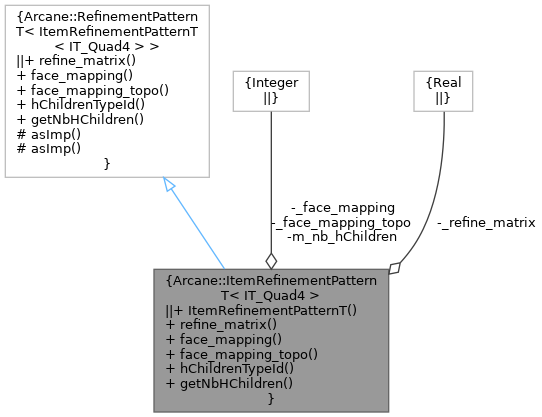 {Arcane::RefinementPattern
T< ItemRefinementPatternT
< IT_Quad4 > >
||+ refine_matrix()
+ face_mapping()
+ face_mapping_topo()
+ hChildrenTypeId()
+ getNbHChildren()
# asImp()
# asImp()
}
{Integer
||}
{Real
||}
-_face_mapping
-_face_mapping_topo
-m_nb_hChildren
-_refine_matrix
{Arcane::ItemRefinementPattern
T< IT_Quad4 >
||+ ItemRefinementPatternT()
+ refine_matrix()
+ face_mapping()
+ face_mapping_topo()
+ hChildrenTypeId()
+ getNbHChildren()
}